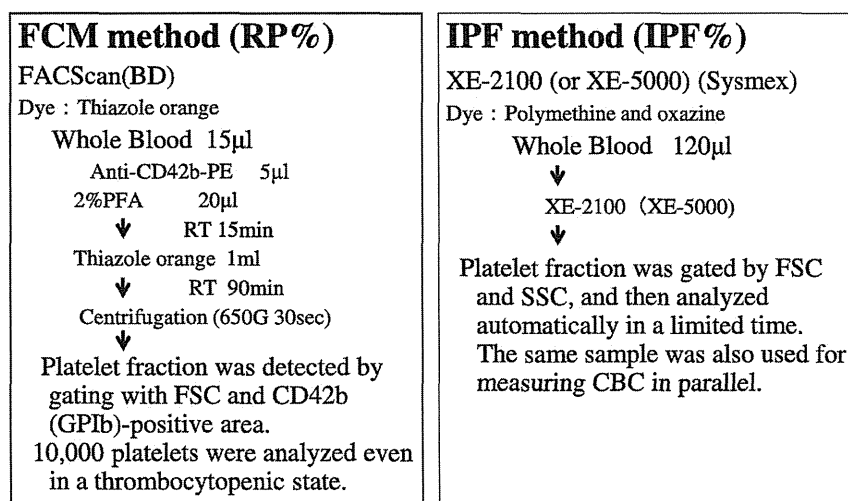 FCM method (RP%)
FACScan(BD)
Dye : Thiazole orange
Whole Blood 15μl
Anti-CD42b-PE 5μl
2%PFA 20μl
RT 15min
Thiazole orange 1ml
RT 90min
Centrifugation (650G 30sec)
Platelet fraction was detected by
gating with FSC and CD42b
(GPIb)-positive area.
10,000 platelets were analyzed even
in a thrombocytopenic state.
IPF method (IPF%)
XE-2100 (or XE-5000) (Sysmex)
Dye : Polymethine and oxazine
Whole Blood 120μl
XE-2100 (XE-5000)
Platelet fraction was gated by FSC
and SSC, and then analyzed
automatically in a limited time.
The same sample was also used for
measuring CBC in parallel.